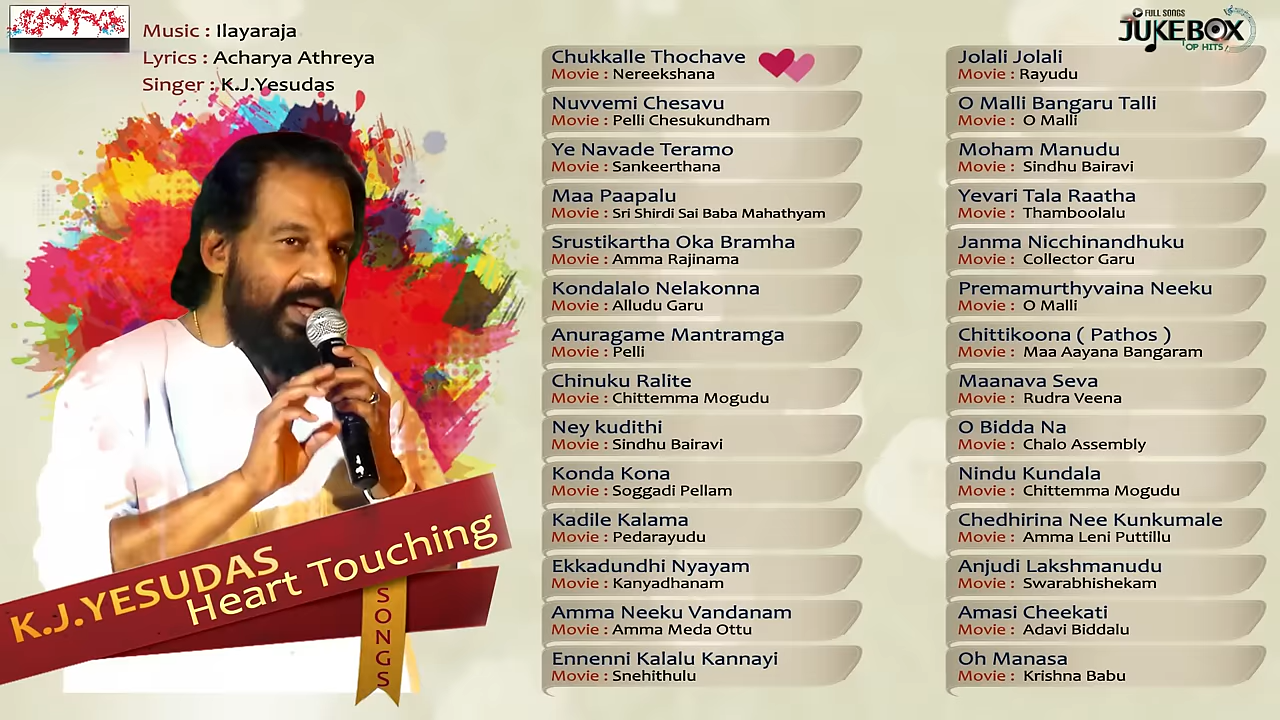 Music : Ilayaraja
Lyrics : Acharya Athreya
Singer : K.J.Yesudas
K.J.YESUDAS
Heart Touching
SONGS
Chukkalle Thochave
Movie : Nereekshana
Nuvvemi Chesavu
Movie : Pelli Chesukundham
Ye Navade Teramo
Movie : Sankeerthana
Maa Paapalu
Movie : Sri Shirdi Sai Baba Mahathyam
Srustikartha Oka Bramha
Movie : Amma Rajinama
Kondalalo Nelakonna
Movie : Alludu Garu
Anuragame Mantramga
Movie : Pelli
Chinuku Ralite
Movie : Chittemma Mogudu
Ney kudithi
Movie : Sindhu Bairavi
Konda Kona
Movie : Soggadi Pellam
Kadile Kalama
Movie : Pedarayudu
Ekkadundhi Nyayam
Movie : Kanyadhanam
Amma Neeku Vandanam
Movie : Amma Meda Ottu
Ennenni Kalalu Kannayi
Movie : Snehithulu
FULL SONGS
JUKEBOX
OP HITS
Jolali Jolali
Movie : Rayudu
O Malli Bangaru Talli
Movie : O Malli
Moham Manudu
Movie : Sindhu Bairavi
Yevari Tala Raatha
Movie : Thamboolalu
Janma Nicchinandhuku
Movie : Collector Garu
Premamurthyvaina Neeku
Movie : O Malli
Chittikoona ( Pathos )
Movie : Maa Aayana Bangaram
Maanava Seva
Movie : Rudra Veena
O Bidda Na
Movie : Chalo Assembly
Nindu Kundala
Movie : Chittemma Mogudu
Chedhirina Nee Kunkumale
Movie : Amma Leni Puttillu
Anjudi Lakshmanudu
Movie : Swarabhishekam
Amasi Cheekati
Movie : Adavi Biddalu
Oh Manasa
Movie : Krishna Babu